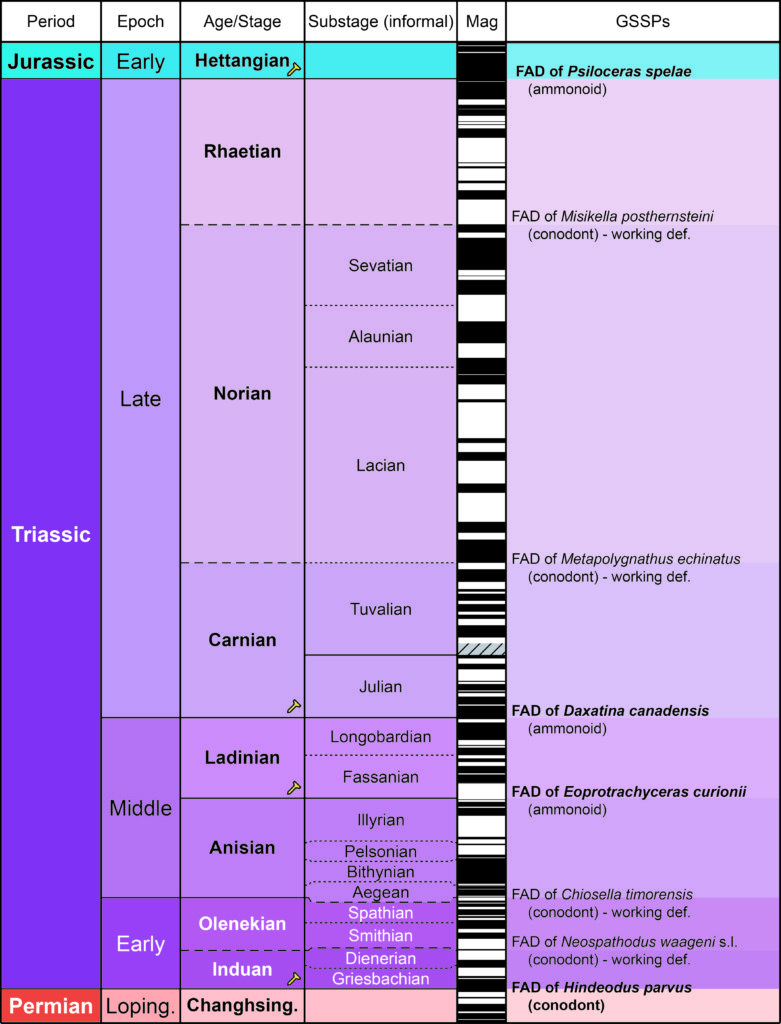 Period Epoch Age/Stage Substage (informal) Mag GSSPs
Jurassic Early Hettangian
FAD of Psiloceras spelae
(ammonoid)
Triassic
Late
Rhaetian
FAD of Misikella posthernsteini
(conodont) - working def.
Norian
Sevatian
Alaunian
Lacian
FAD of Metapolygnathus echinatus
(conodont) - working def.
Carnian
Tuvalian
Julian
FAD of Daxatina canadensis
(ammonoid)
Middle
Ladinian
Longobardian
Fassanian
FAD of Eoprotrachyceras curionii
(ammonoid)
Anisian
Illyrian
Pelsonian
Bithynian
Aegean
FAD of Chiosella timorensis
(conodont) - working def.
Early
Olenekian
Spathian
Smithian
FAD of Neospathodus waageni s.l.
(conodont) - working def.
Induan
Dienerian
Griesbachian
FAD of Hindeodus parvus
(conodont)
Permian Loping. Changhsing.